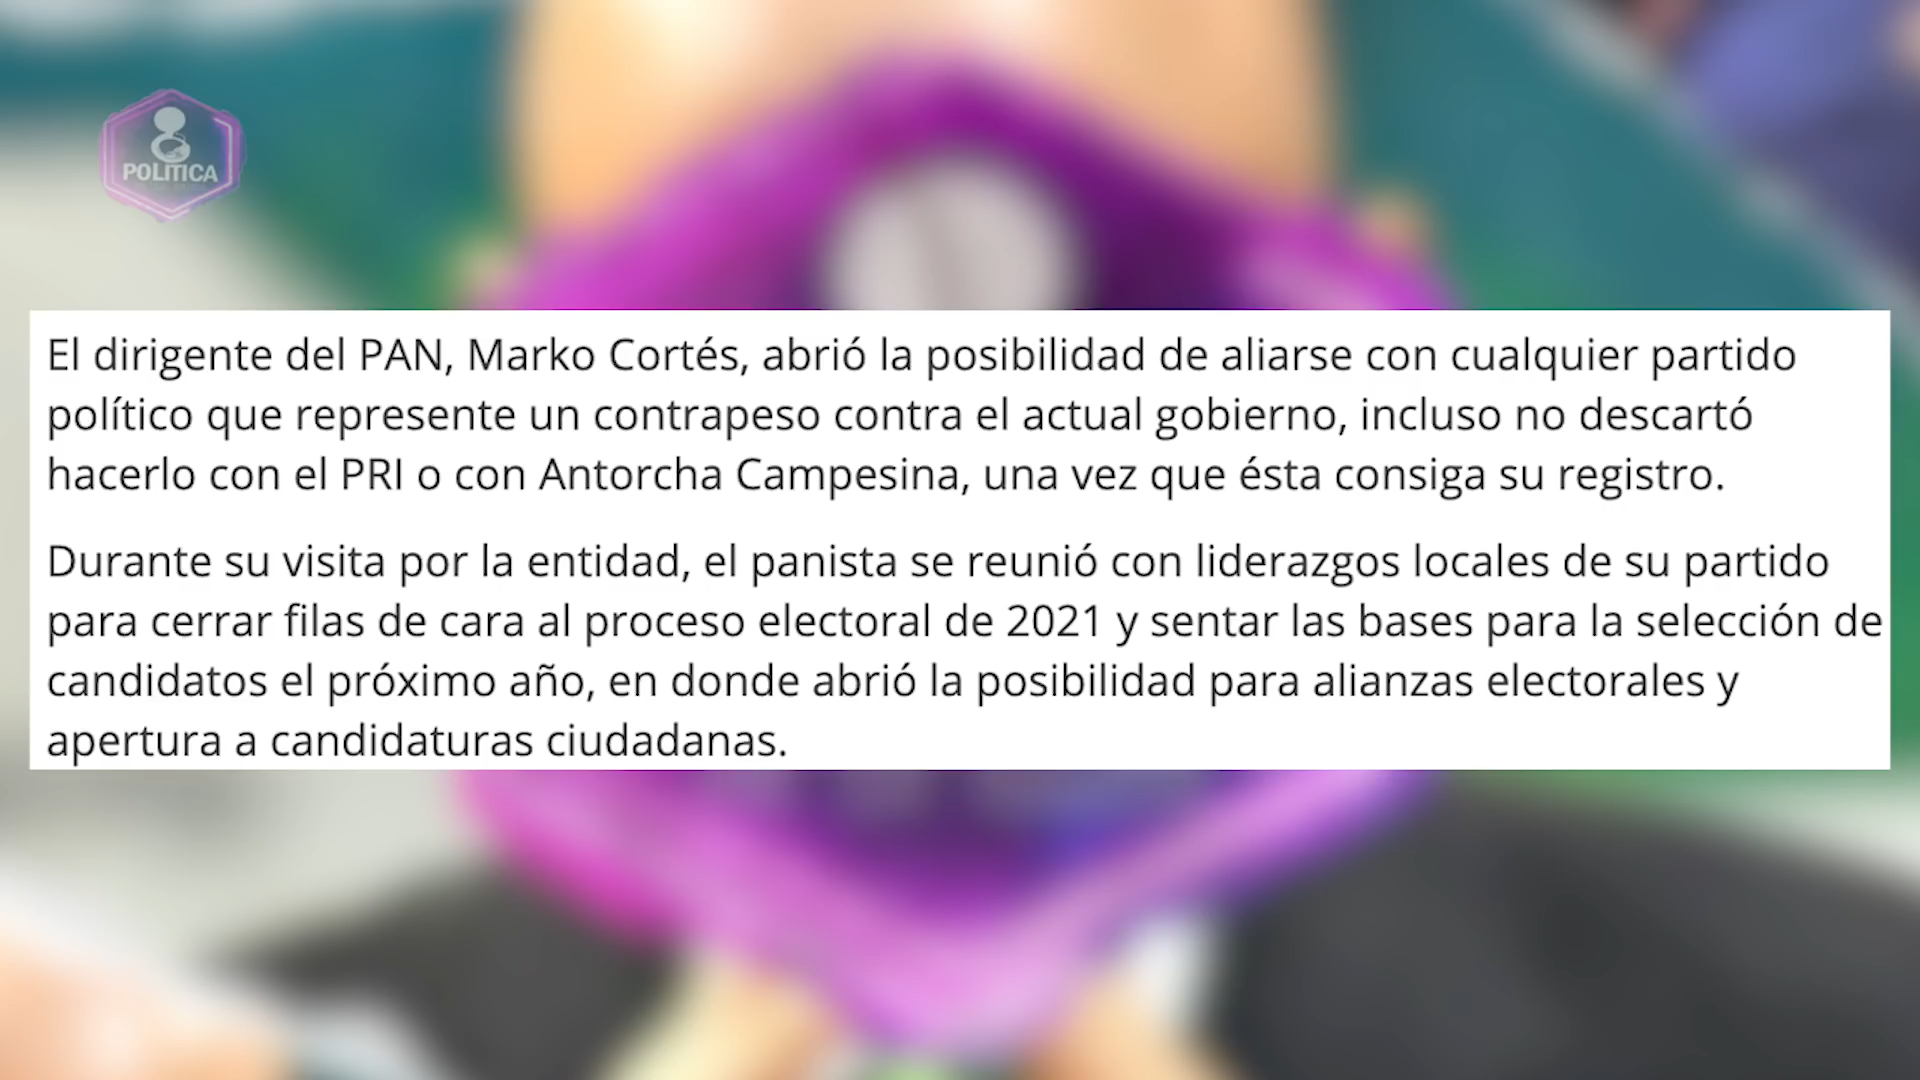 POLITICA
El dirigente del PAN, Marko Cortés, abrió la posibilidad de aliarse con cualquier partido
político que represente un contrapeso contra el actual gobierno, incluso no descartó
hacerlo con el PRI o con Antorcha Campesina, una vez que ésta consiga su registro.
Durante su visita por la entidad, el panista se reunió con liderazgos locales de su partido
para cerrar filas de cara al proceso electoral de 2021 y sentar las bases para la selección de
candidatos el próximo año, en donde abrió la posibilidad para alianzas electorales y
apertura a candidaturas ciudadanas.